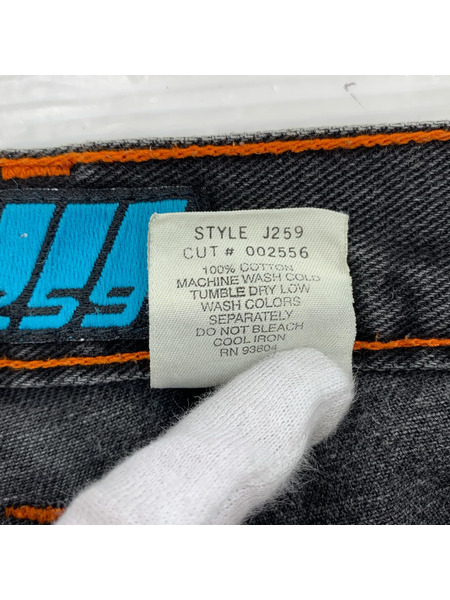 259
STYLE J259
CUT # 002556
100% COTTON
MACHINE WASH COLD
TUMBLE DRY LOW
WASH COLORS
SEPARATELY
DO NOT BLEACH
COOL IRON
RN 93604